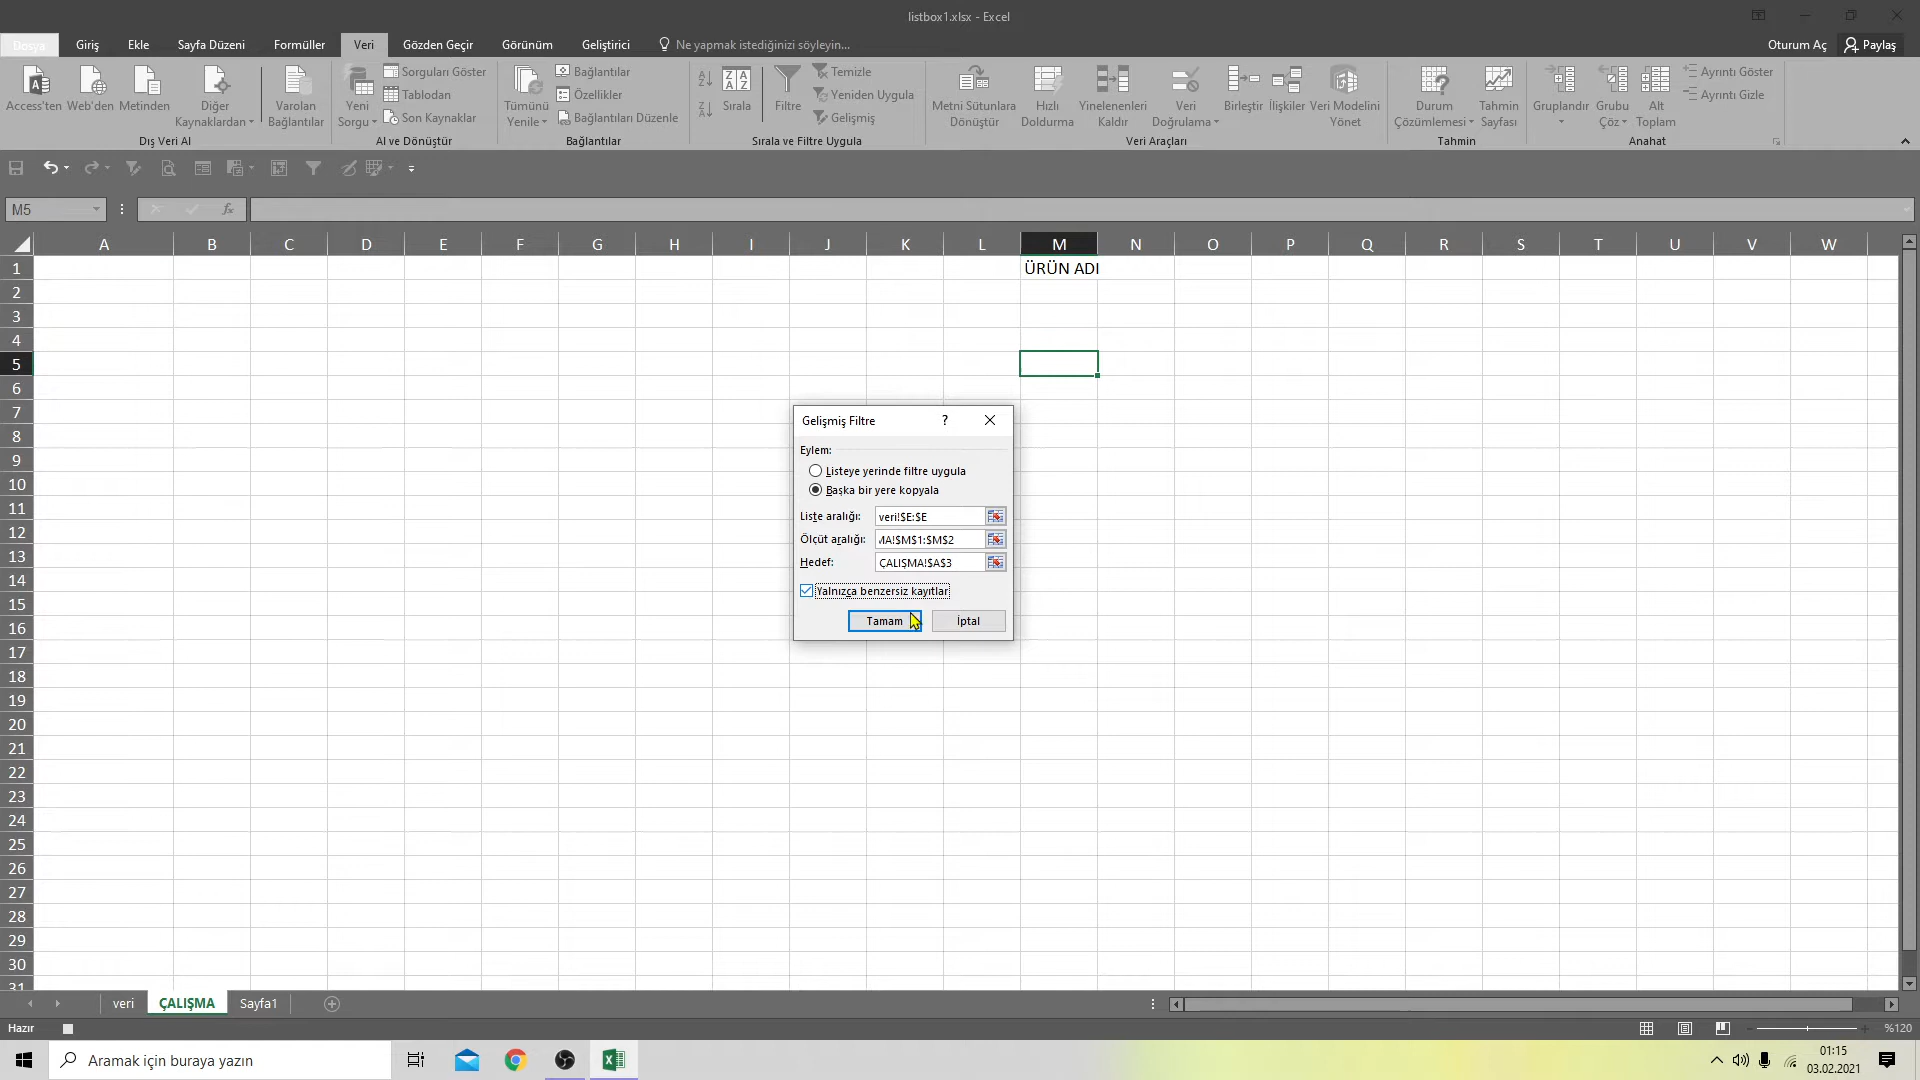 listbox1.xlsx - Excel
Dosya Giriş Ekle Sayfa Düzeni Formüller Veri Gözden Geçir Görünüm Geliştirici Ne yapmak istediğinizi söyleyin... Oturum Aç Paylaş
Access'ten Web'den Metinden Diğer Kaynaklardan Varolan Bağlantılar
Dış Veri Al
Yeni Sorgu Sorguları Göster
Tablodan
Son Kaynaklar
Al ve Dönüştür
Tümünü Yenile Bağlantılar
Özellikler
Bağlantıları Düzenle
Bağlantılar
Sırala Filtre Temizle
Yeniden Uygula
Gelişmiş
Sırala ve Filtre Uygula
Metni Sütunlara Dönüştür Hızlı Doldurma Yinelenenleri Kaldır Veri Doğrulama Birleştir İlişkiler Veri Modelini Yönet
Veri Araçları
Durum Çözümlemesi Tahmin Sayfası
Tahmin
Gruplandır Grubu Çöz Alt Toplam Ayrıntı Göster
Ayrıntı Gizle
Anahat
M5 fx
A B C D E F G H I J K L M N O P Q R S T U V W
1 ÜRÜN ADI
2
3
4
5
6
7
8
9
10
11
12
13
14
15
16
17
18
19
20
21
22
23
24
25
26
27
28
29
30
31
Gelişmiş Filtre ?
Eylem:
Listeye yerinde filtre uygula
Başka bir yere kopyala
Liste aralığı: veri!$E:$E
Ölçüt aralığı: MA!$M$1:$M$2
Hedef: ÇALIŞMA!$A$3
Yalnızca benzersiz kayıtlar
Tamam İptal
veri ÇALIŞMA Sayfa1
Hazır %120
Aramak için buraya yazın 01:15
03.02.2021